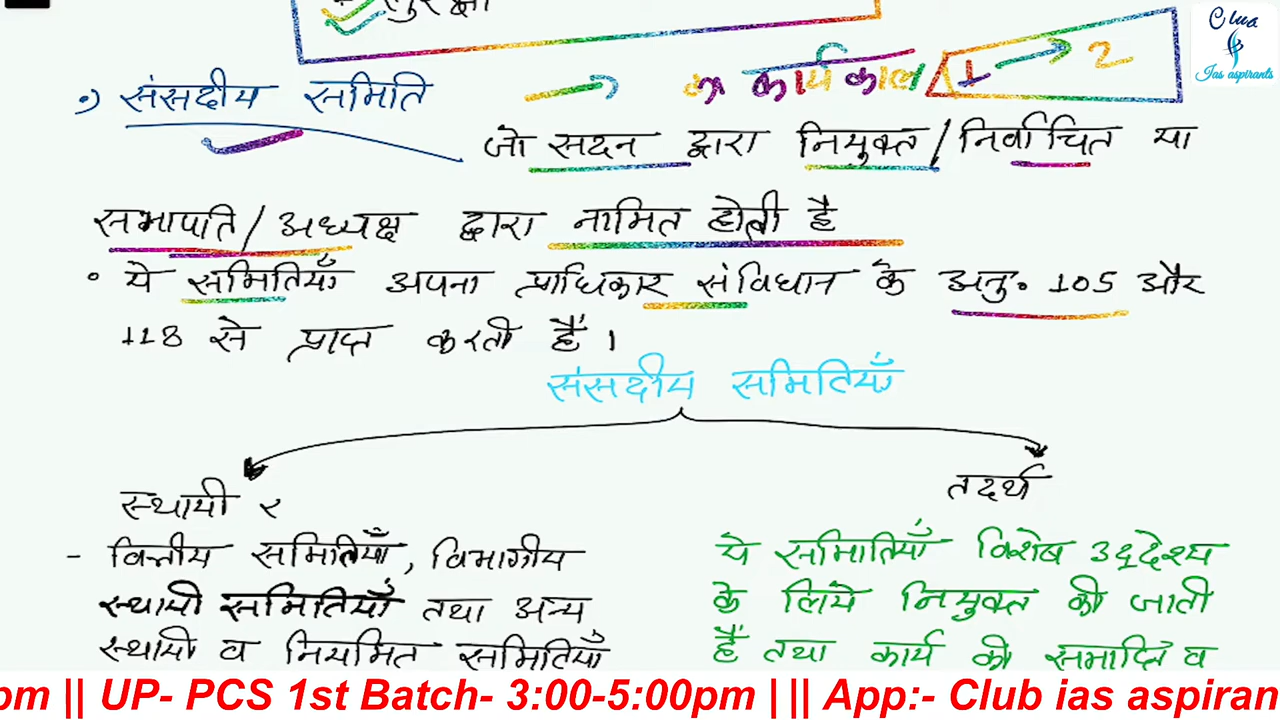 सुरक्षा
Club
Ias aspirants
का कार्यकाल 1 → 2
•) संसदीय समिति
जो सदन द्वारा नियुक्त/निर्वाचित या
सभापति/अध्यक्ष द्वारा नामित होती है
• ये समितियाँ अपना प्राधिकार संविधान के अनु॰ 105 और
118 से प्राप्त करती हैं ।
संसदीय समितियाँ
स्थायी
तदर्थ
- वित्तीय समितियाँ, विभागीय
स्थायी समितियाँ तथा अन्य
स्थायी व नियमित समितियाँ
ये समितियाँ विशेष उद्देश्य
के लिये नियुक्त की जाती
हैं तथा कार्य की समाप्ति व
pm || UP- PCS 1st Batch- 3:00-5:00pm | || App:- Club ias aspiran